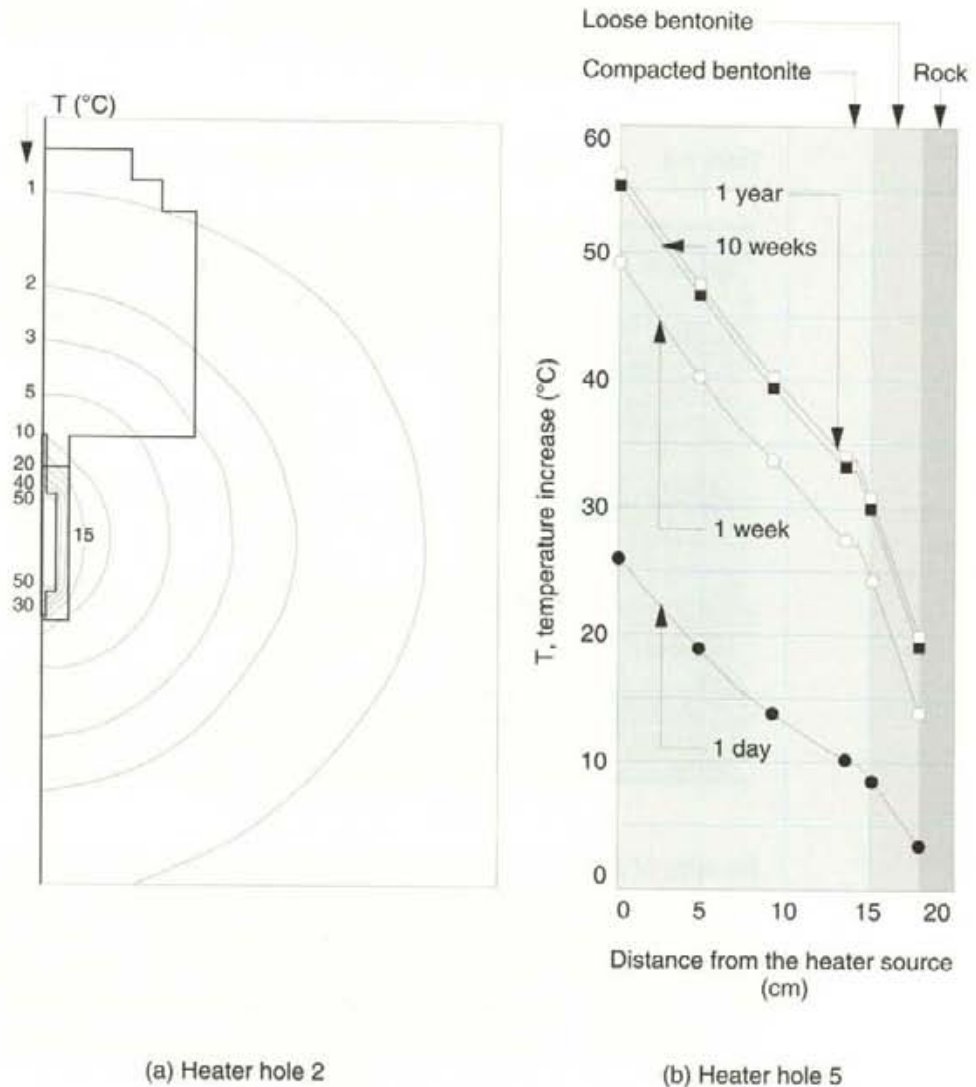 T (°C)
1
2
3
5
10
20
40
50
15
50
30
(a) Heater hole 2
Loose bentonite
Compacted bentonite
Rock
60
50
40
30
20
10
0
T, temperature increase (°C)
1 year
10 weeks
1 week
1 day
0 5 10 15 20
Distance from the heater source
(cm)
(b) Heater hole 5